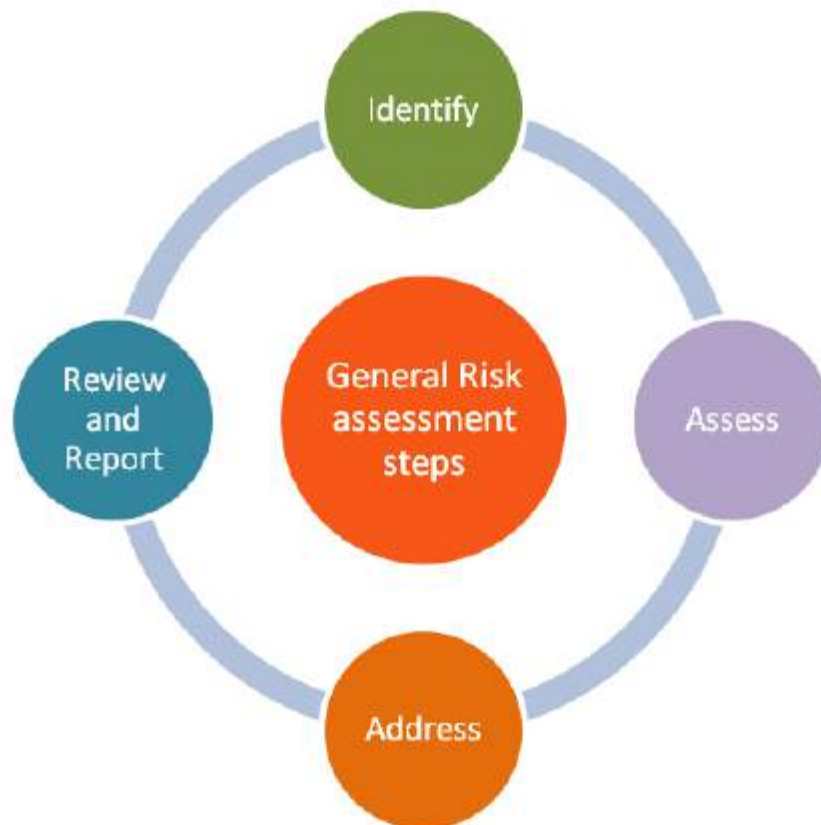 Identify
Review
and
Report
General Risk
assessment
steps
Assess
Address